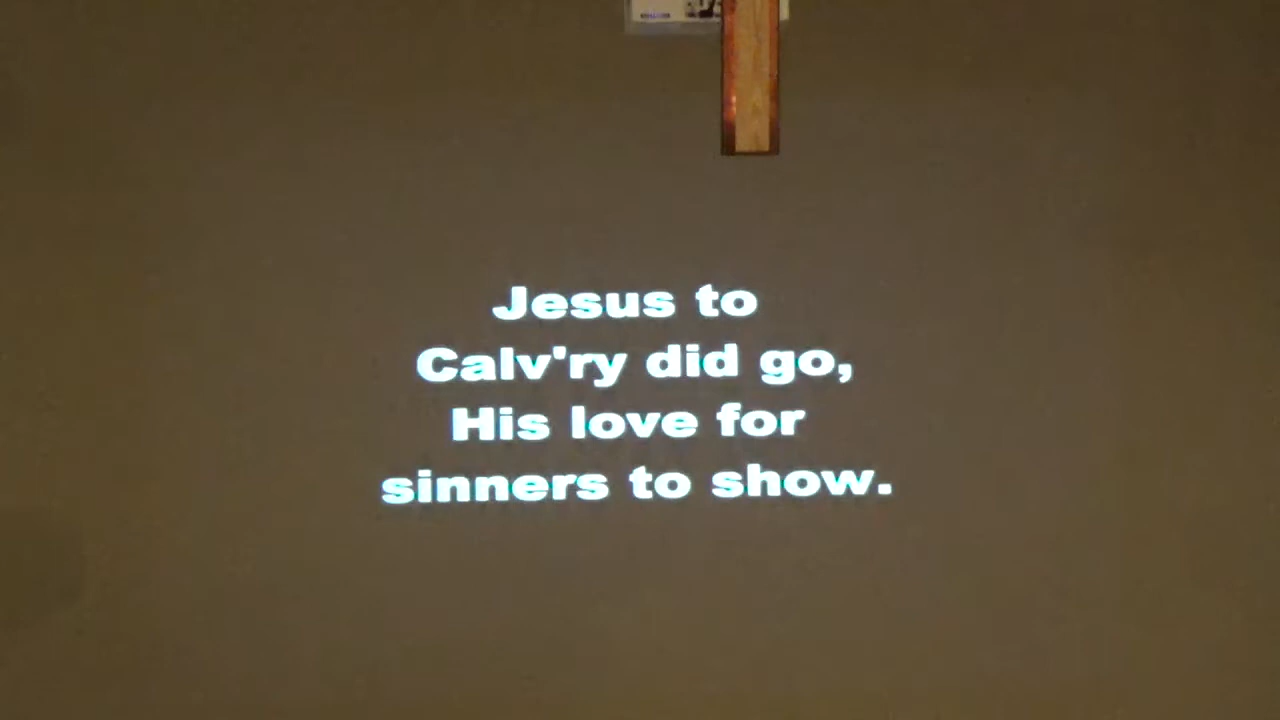 Jesus to
Calv'ry did go,
His love for
sinners to show.